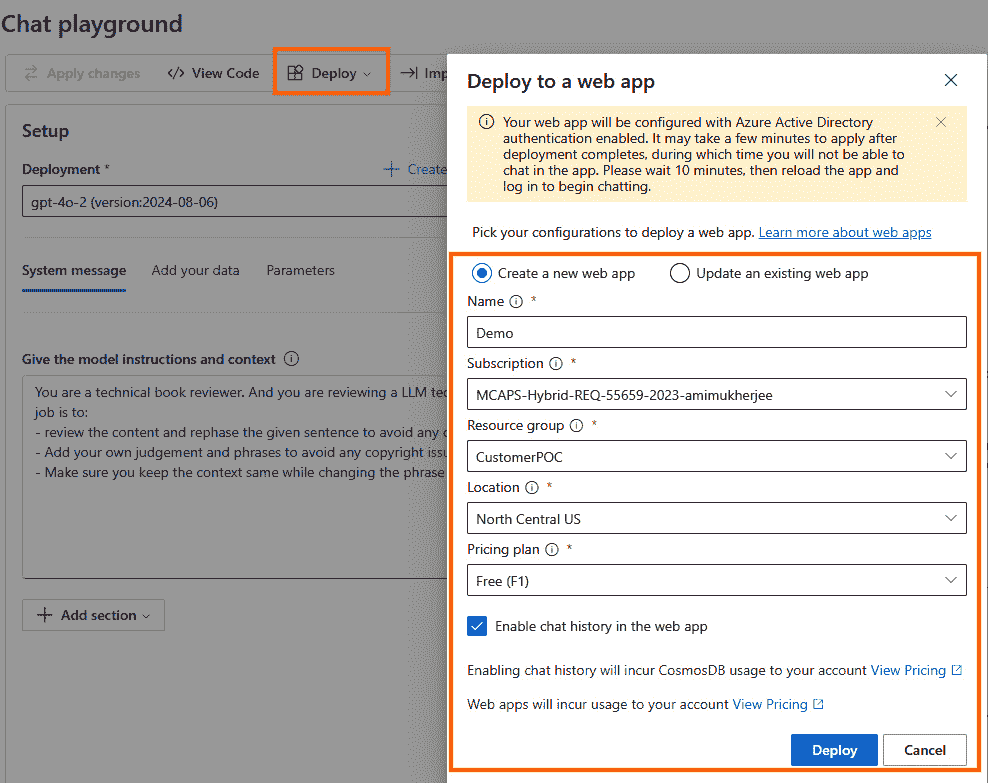 Chat playground
Apply changes
</> View Code
Deploy
Imp
Setup
Deployment *
Create
gpt-4o-2 (version:2024-08-06)
System message
Add your data
Parameters
Give the model instructions and context
You are a technical book reviewer. And you are reviewing a LLM
job is to:
- review the content and rephase the given sentence to avoid any
- Add your own judgement and phrases to avoid any copyright
- Make sure you keep the context same while changing the phrase
Add section
Deploy to a web app
Your web app will be configured with Azure Active Directory
authentication enabled. It may take a few minutes to apply after
deployment completes, during which time you will not be able to
chat in the app. Please wait 10 minutes, then reload the app and
log in to begin chatting.
Pick your configurations to deploy a web app. Learn more about web apps
Create a new web app
Update an existing web app
Name *
Demo
Subscription *
MCAPS-Hybrid-REQ-55659-2023-amimukherjee
Resource group *
CustomerPOC
Location *
North Central US
Pricing plan *
Free (F1)
Enable chat history in the web app
Enabling chat history will incur CosmosDB usage to your account View Pricing
Web apps will incur usage to your account View Pricing
Deploy
Cancel